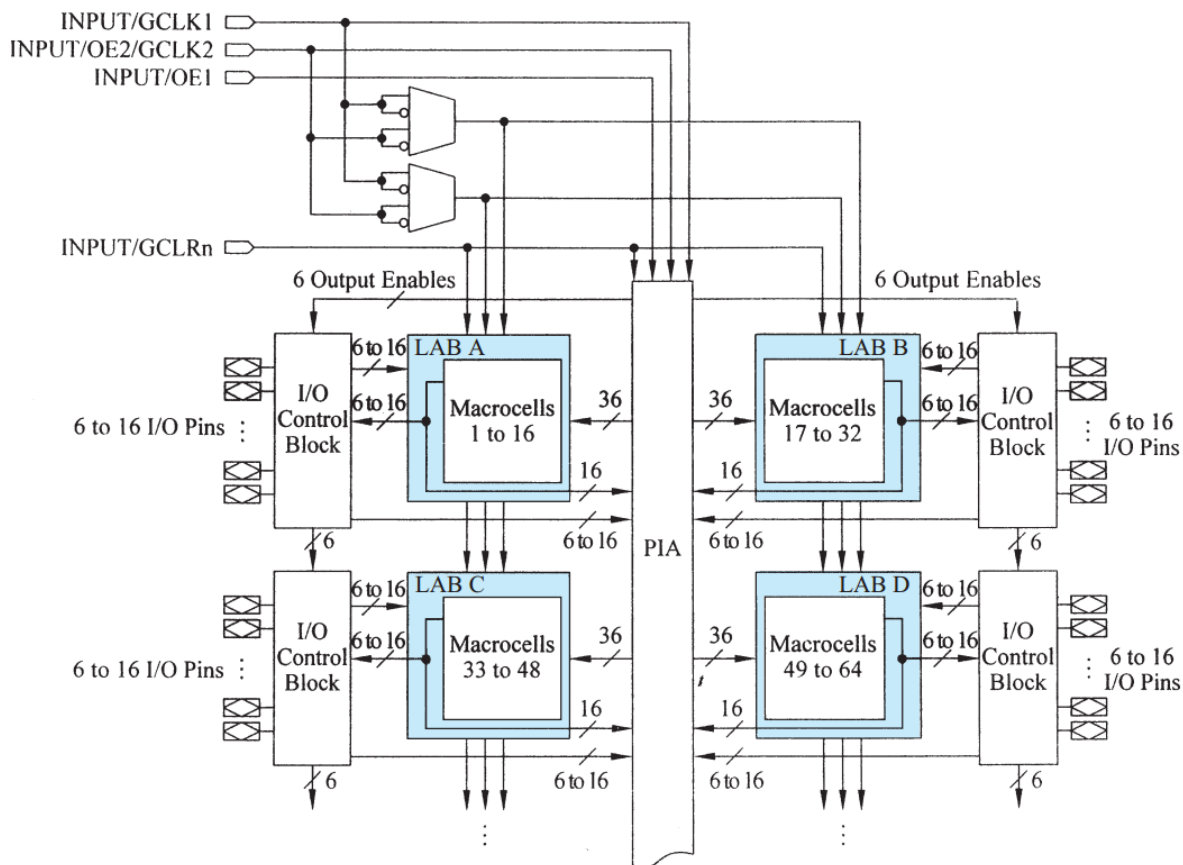 INPUT/GCLK1
INPUT/OE2/GCLK2
INPUT/OE1
INPUT/GCLRn
6 Output Enables
6 Output Enables
LAB A
LAB B
6 to 16
6 to 16
I/O
Control
Block
6 to 16
Macrocells
1 to 16
36
36
Macrocells
17 to 32
6 to 16
I/O
Control
Block
6 to 16 I/O Pins
6 to 16
I/O Pins
16
16
6
6 to 16
PIA
6 to 16
6
LAB C
LAB D
6 to 16
6 to 16
I/O
Control
Block
6 to 16
Macrocells
33 to 48
36
36
Macrocells
49 to 64
6 to 16
I/O
Control
Block
6 to 16 I/O Pins
6 to 16
I/O Pins
16
16
6
6 to 16
6 to 16
6